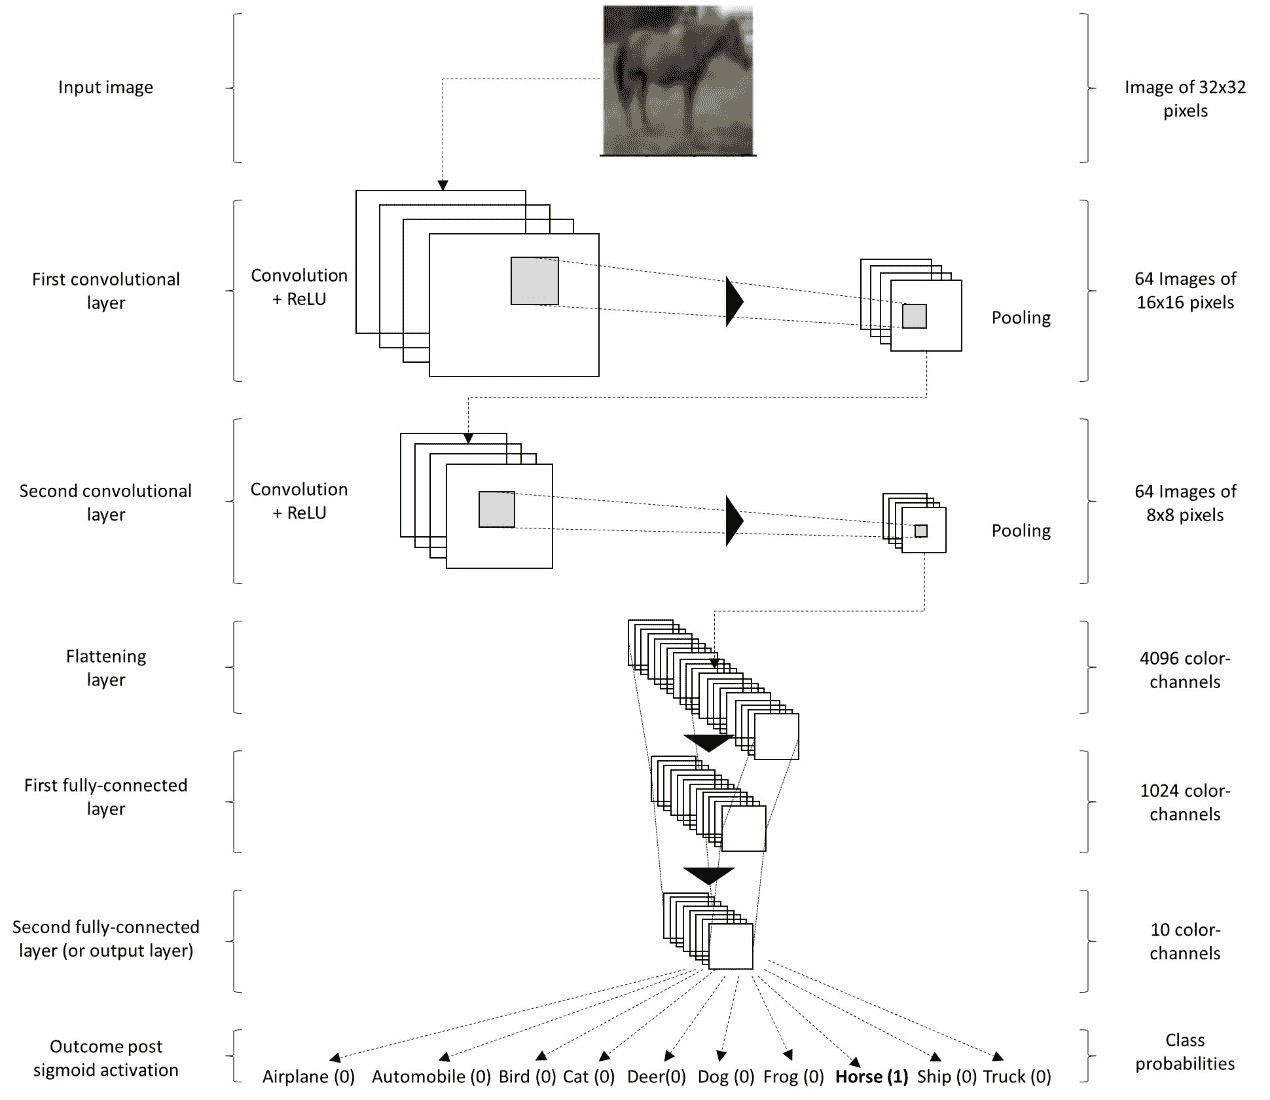 Input image
Image of 32x32
pixels
First convolutional
layer
Convolution
+ ReLU
Pooling
64 Images of
16x16 pixels
Second convolutional
layer
Convolution
+ ReLU
Pooling
64 Images of
8x8 pixels
Flattening
layer
4096 color-
channels
First fully-connected
layer
1024 color-
channels
Second fully-connected
layer (or output layer)
10 color-
channels
Outcome post
sigmoid activation
Airplane (0) Automobile (0) Bird (0) Cat (0) Deer(0) Dog (0) Frog (0) Horse (1) Ship (0) Truck (0)
Class
probabilities